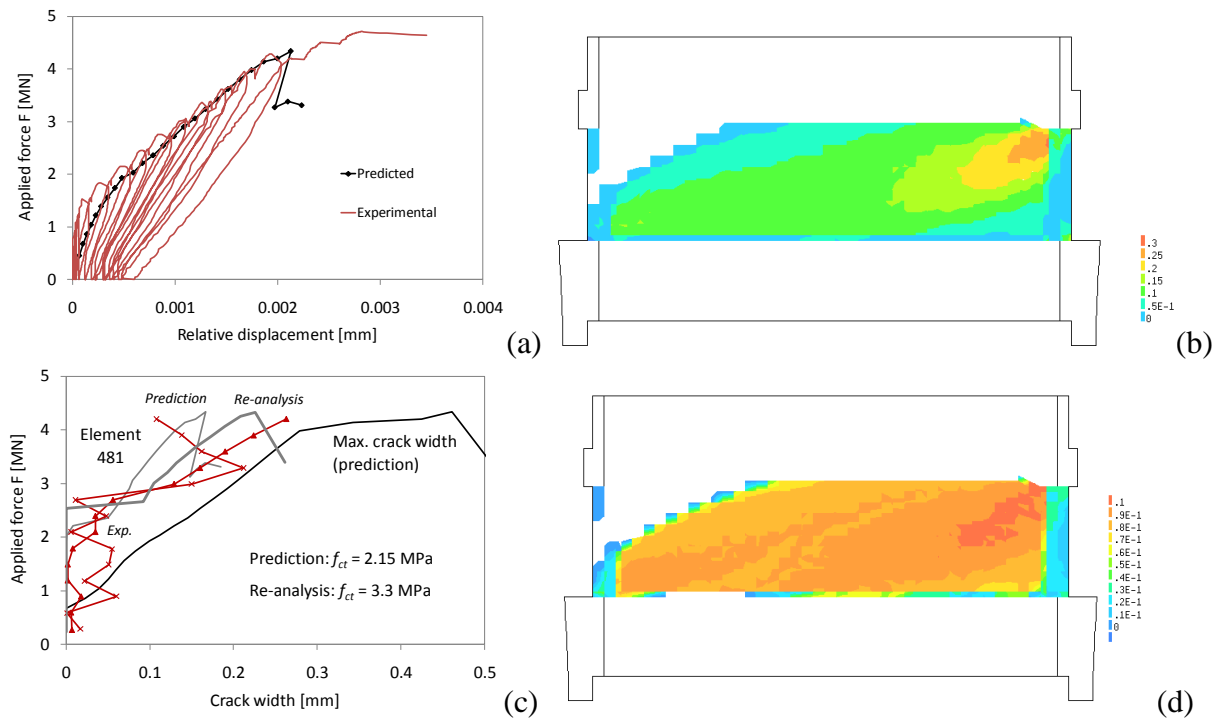 5
4
3
2
1
0
Applied force F [MN]
Predicted
Experimental
0
0.001
0.002
0.003
0.004
Relative displacement [mm]
(a)
.3
.25
.2
.15
.1
.5E-1
0
(b)
5
4
3
2
1
0
Applied force F [MN]
Prediction
Re-analysis
Element
481
Max. crack width
(prediction)
Exp.
Prediction: fct = 2.15 MPa
Re-analysis: fct = 3.3 MPa
0
0.1
0.2
0.3
0.4
0.5
Crack width [mm]
(c)
.1
.9E-1
.8E-1
.7E-1
.6E-1
.5E-1
.4E-1
.3E-1
.2E-1
.1E-1
0
(d)